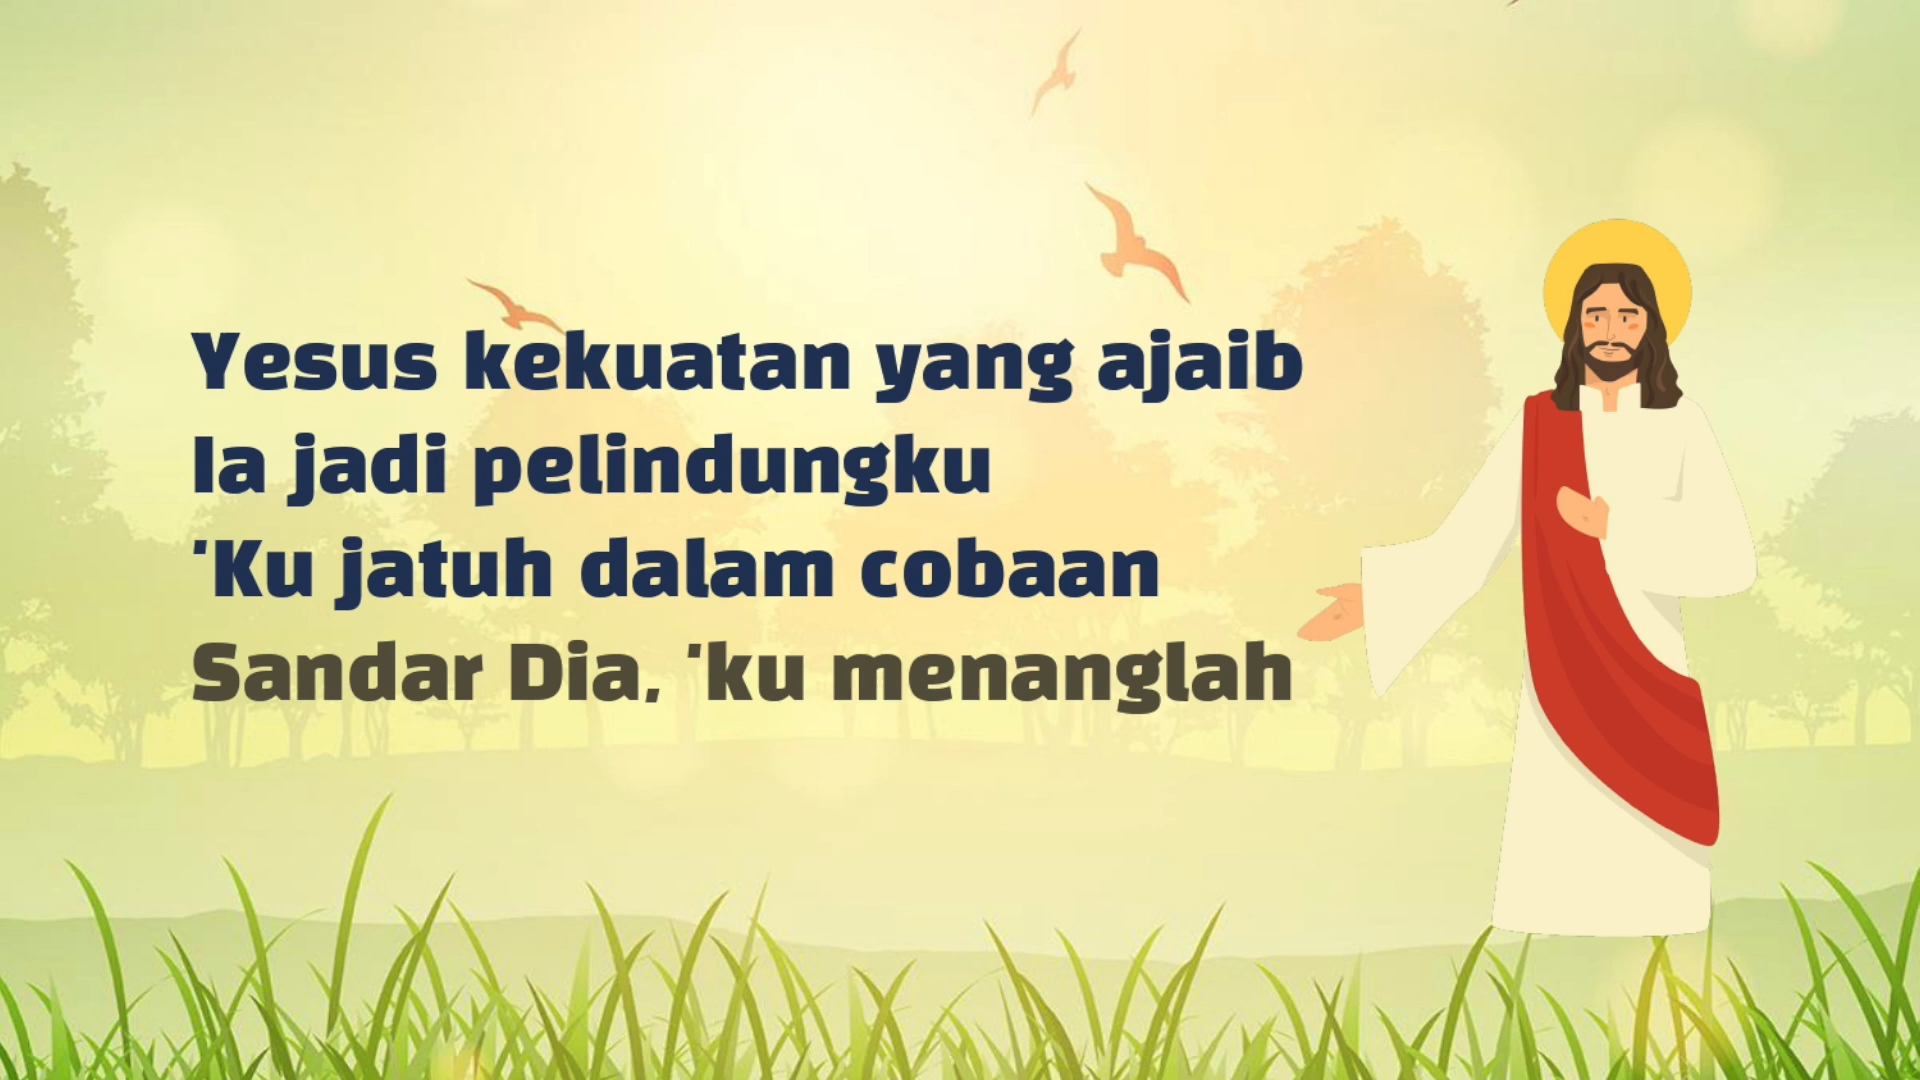 Yesus kekuatan yang ajaib
Ia jadi pelindungku
'Ku jatuh dalam cobaan
Sandar Dia, 'ku menanglah